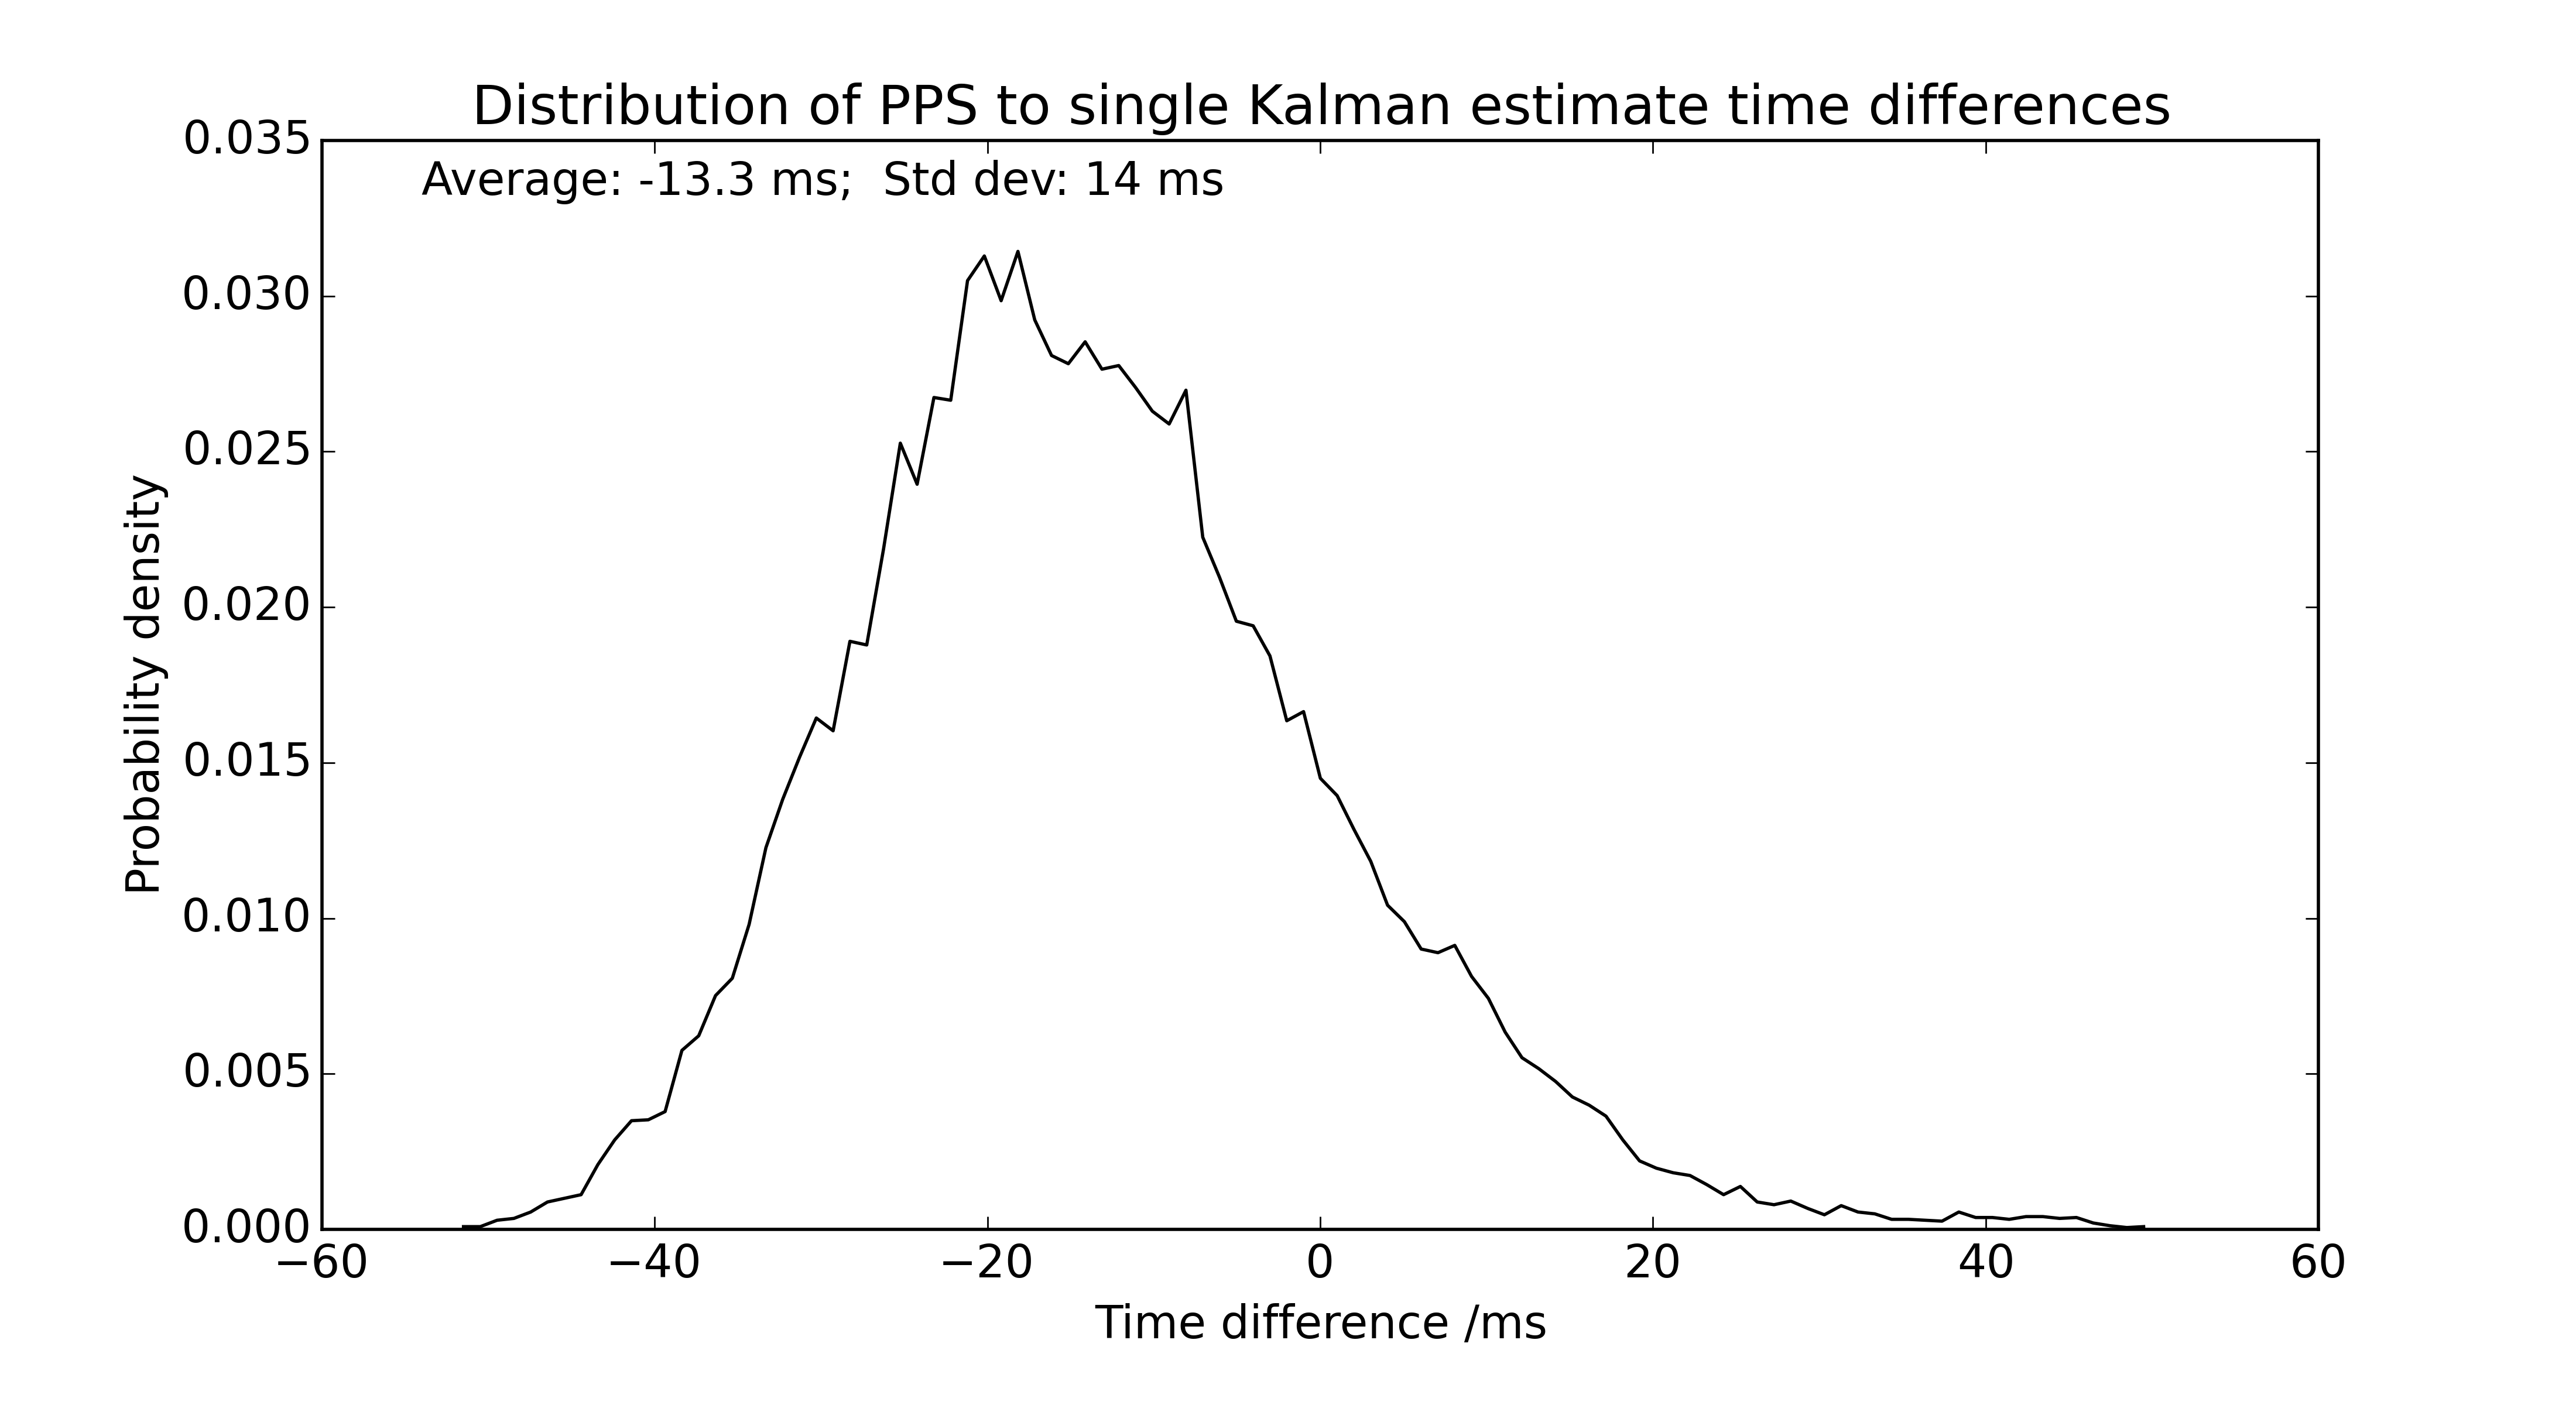 Distribution of PPS to single Kalman estimate time differences
Average: -13.3 ms;  Std dev: 14 ms
Probability density
0.035
0.030
0.025
0.020
0.015
0.010
0.005
0.000
−60 −40 −20 0 20 40 60
Time difference /ms